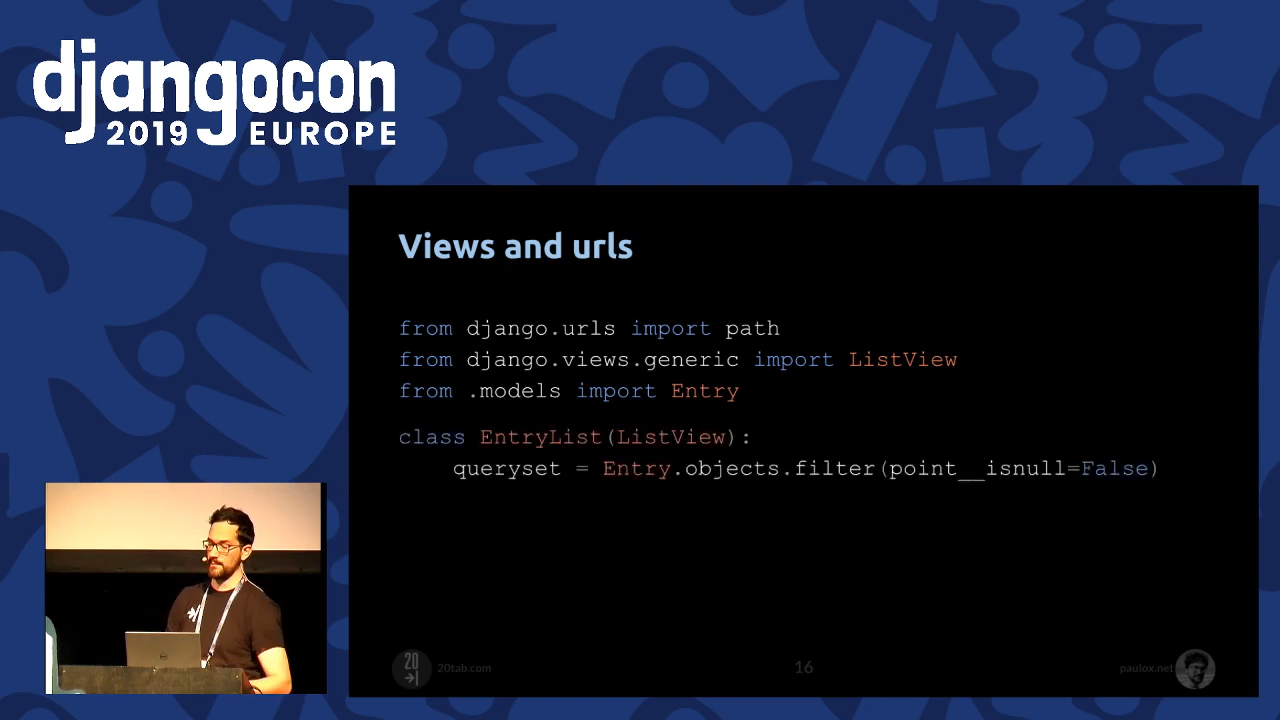 djangocon
2019 EUROPE
Views and urls
from django.urls import path
from django.views.generic import ListView
from .models import Entry
class EntryList(ListView):
    queryset = Entry.objects.filter(point__isnull=False)
20
20tab.com
16
paulox.net